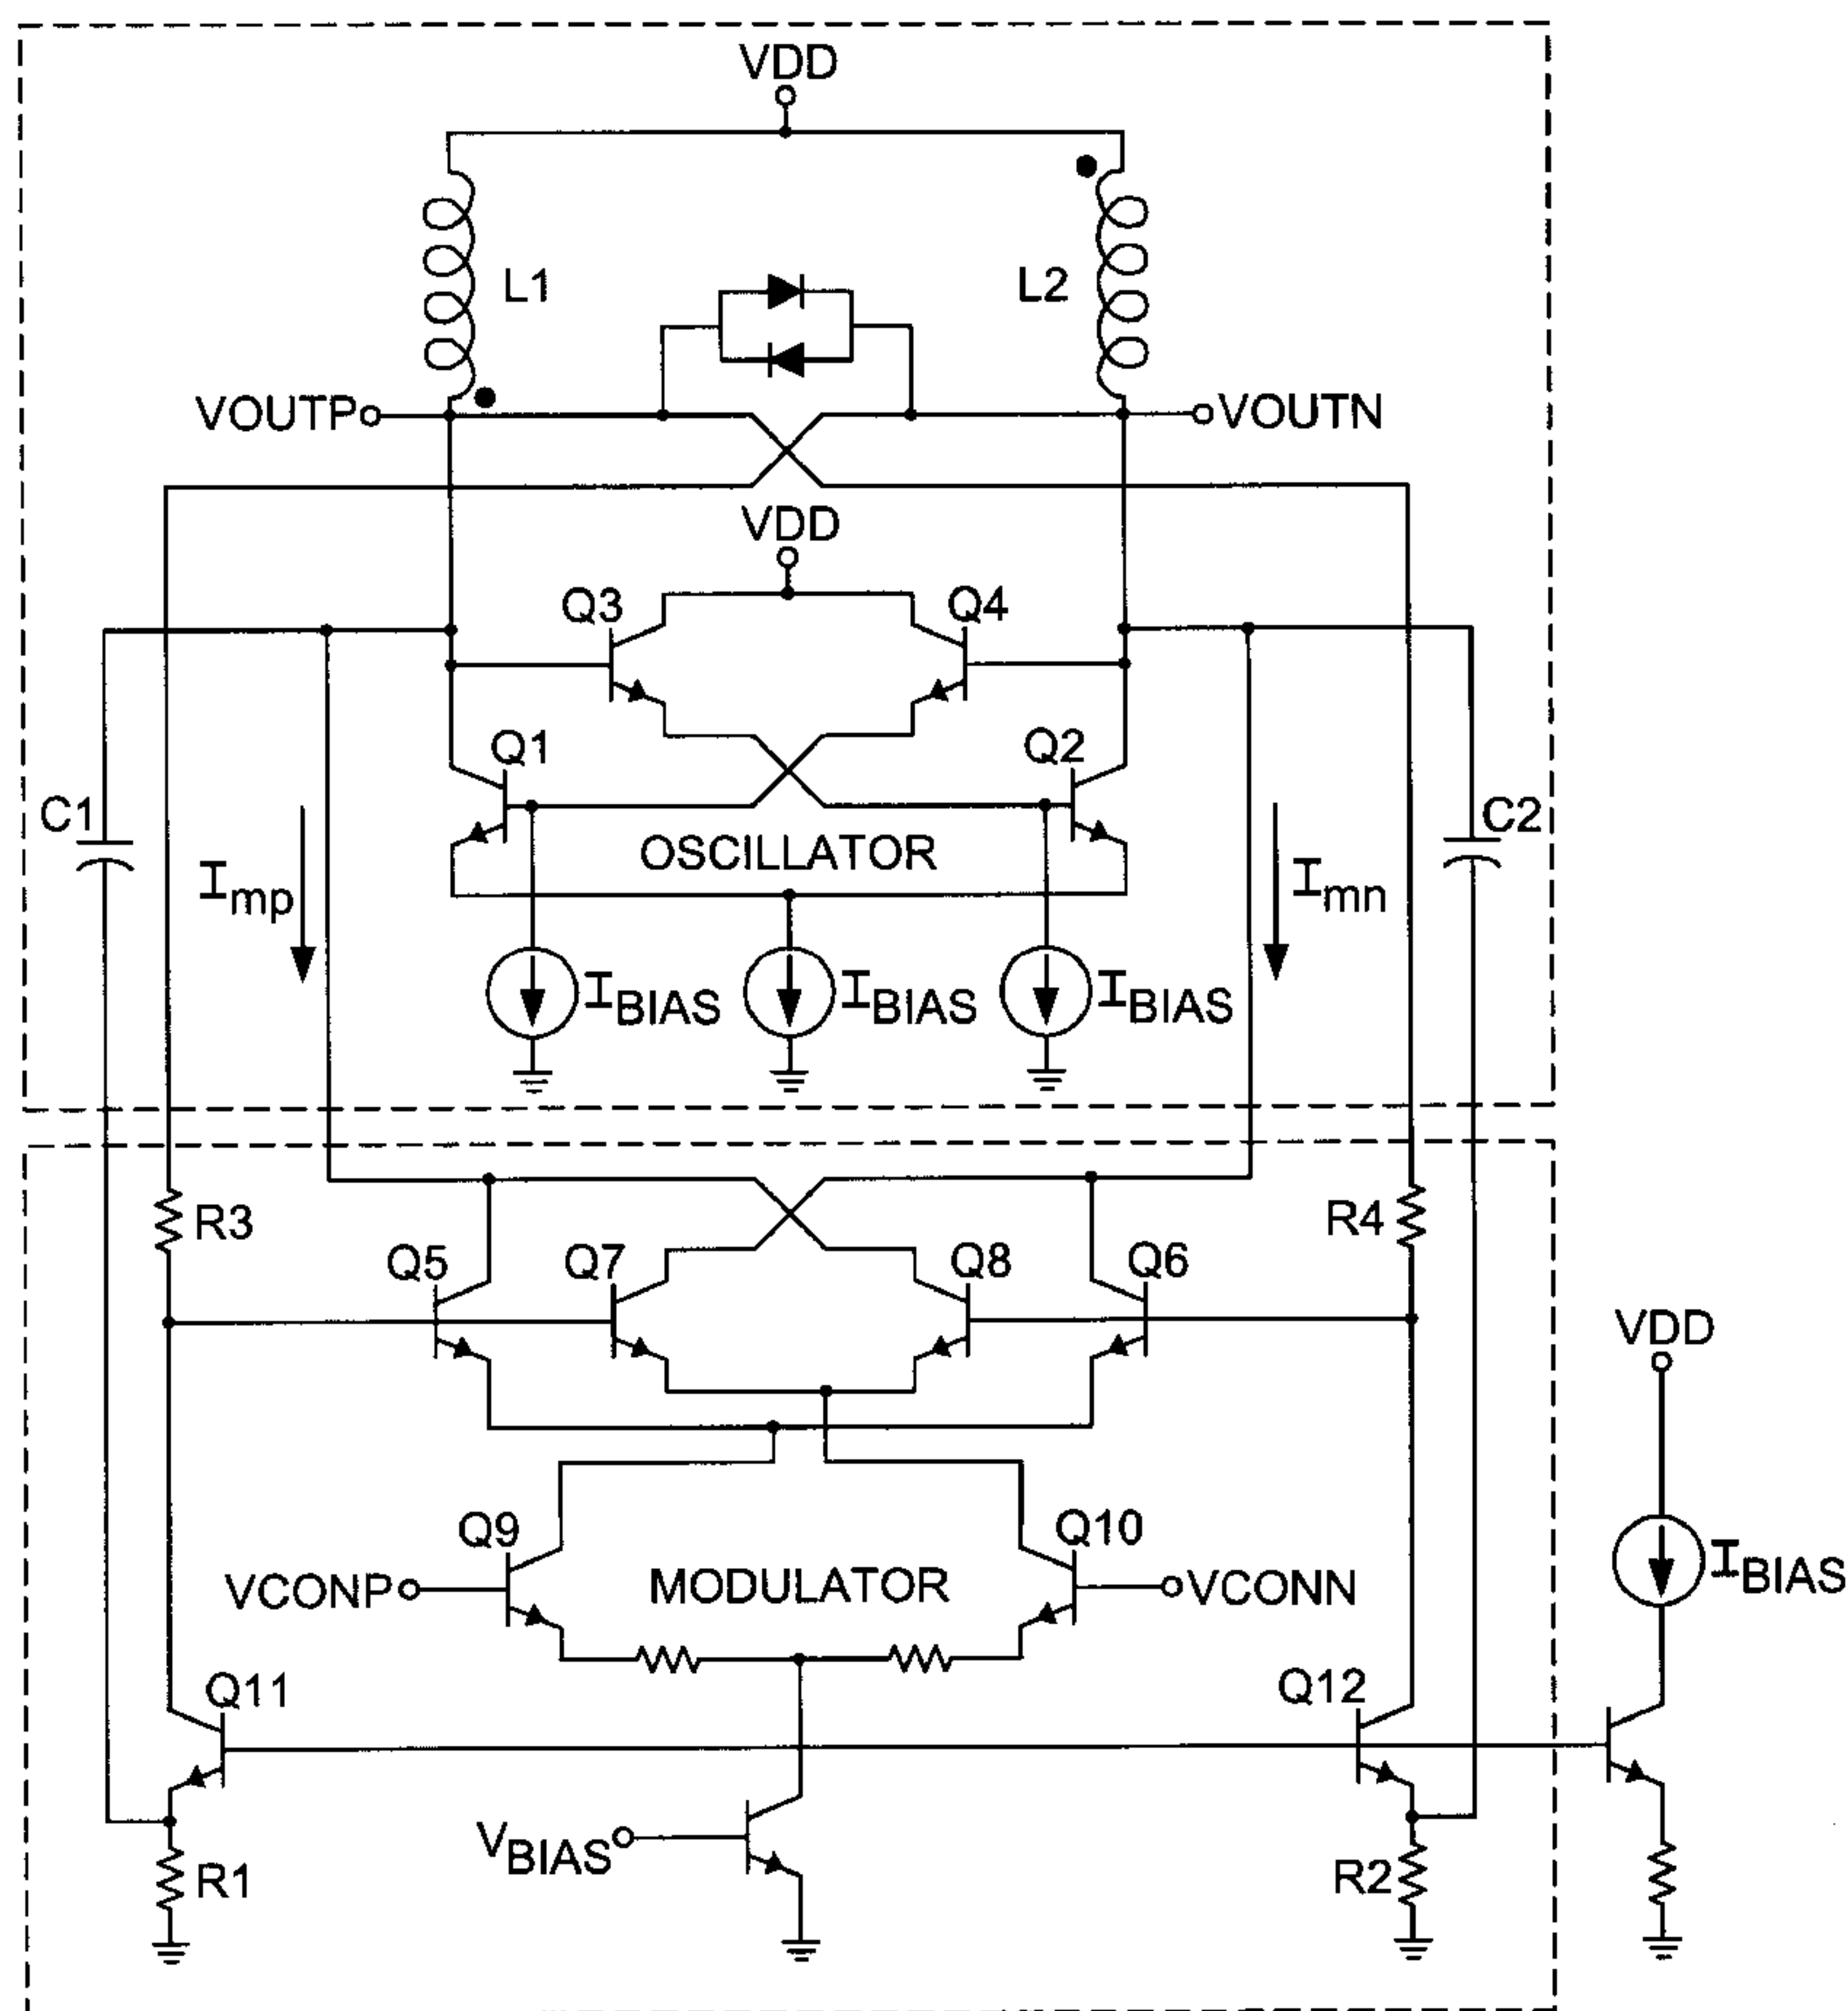 VDD
L1
L2
VOUTP
VOUTN
VDD
Q3
Q4
Q1
Q2
C1
C2
OSCILLATOR
Imp
Imn
IBIAS
IBIAS
IBIAS
R3
R4
Q5
Q7
Q8
Q6
VDD
Q9
Q10
VCONP
MODULATOR
VCONN
IBIAS
Q11
Q12
VBIAS
R1
R2